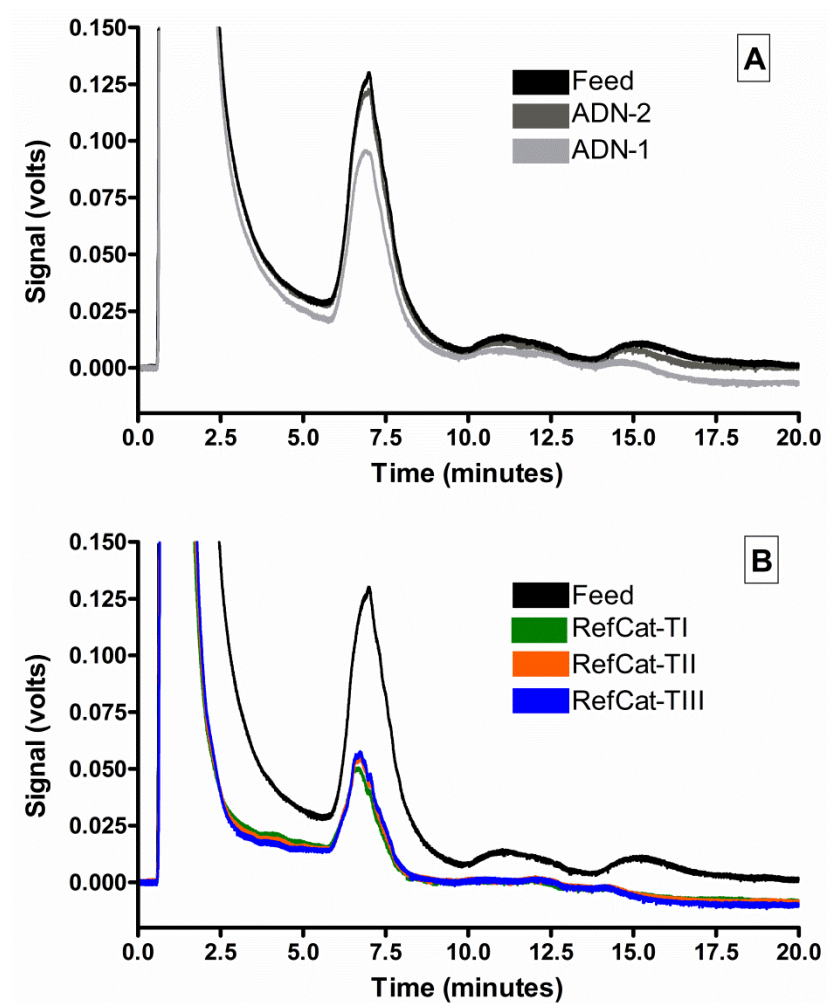 A
Feed
ADN-2
ADN-1
0.150
0.125
0.100
0.075
0.050
0.025
0.000
Signal (volts)
0.0 2.5 5.0 7.5 10.0 12.5 15.0 17.5 20.0
Time (minutes)
B
Feed
RefCat-TI
RefCat-TII
RefCat-TIII
0.150
0.125
0.100
0.075
0.050
0.025
0.000
Signal (volts)
0.0 2.5 5.0 7.5 10.0 12.5 15.0 17.5 20.0
Time (minutes)